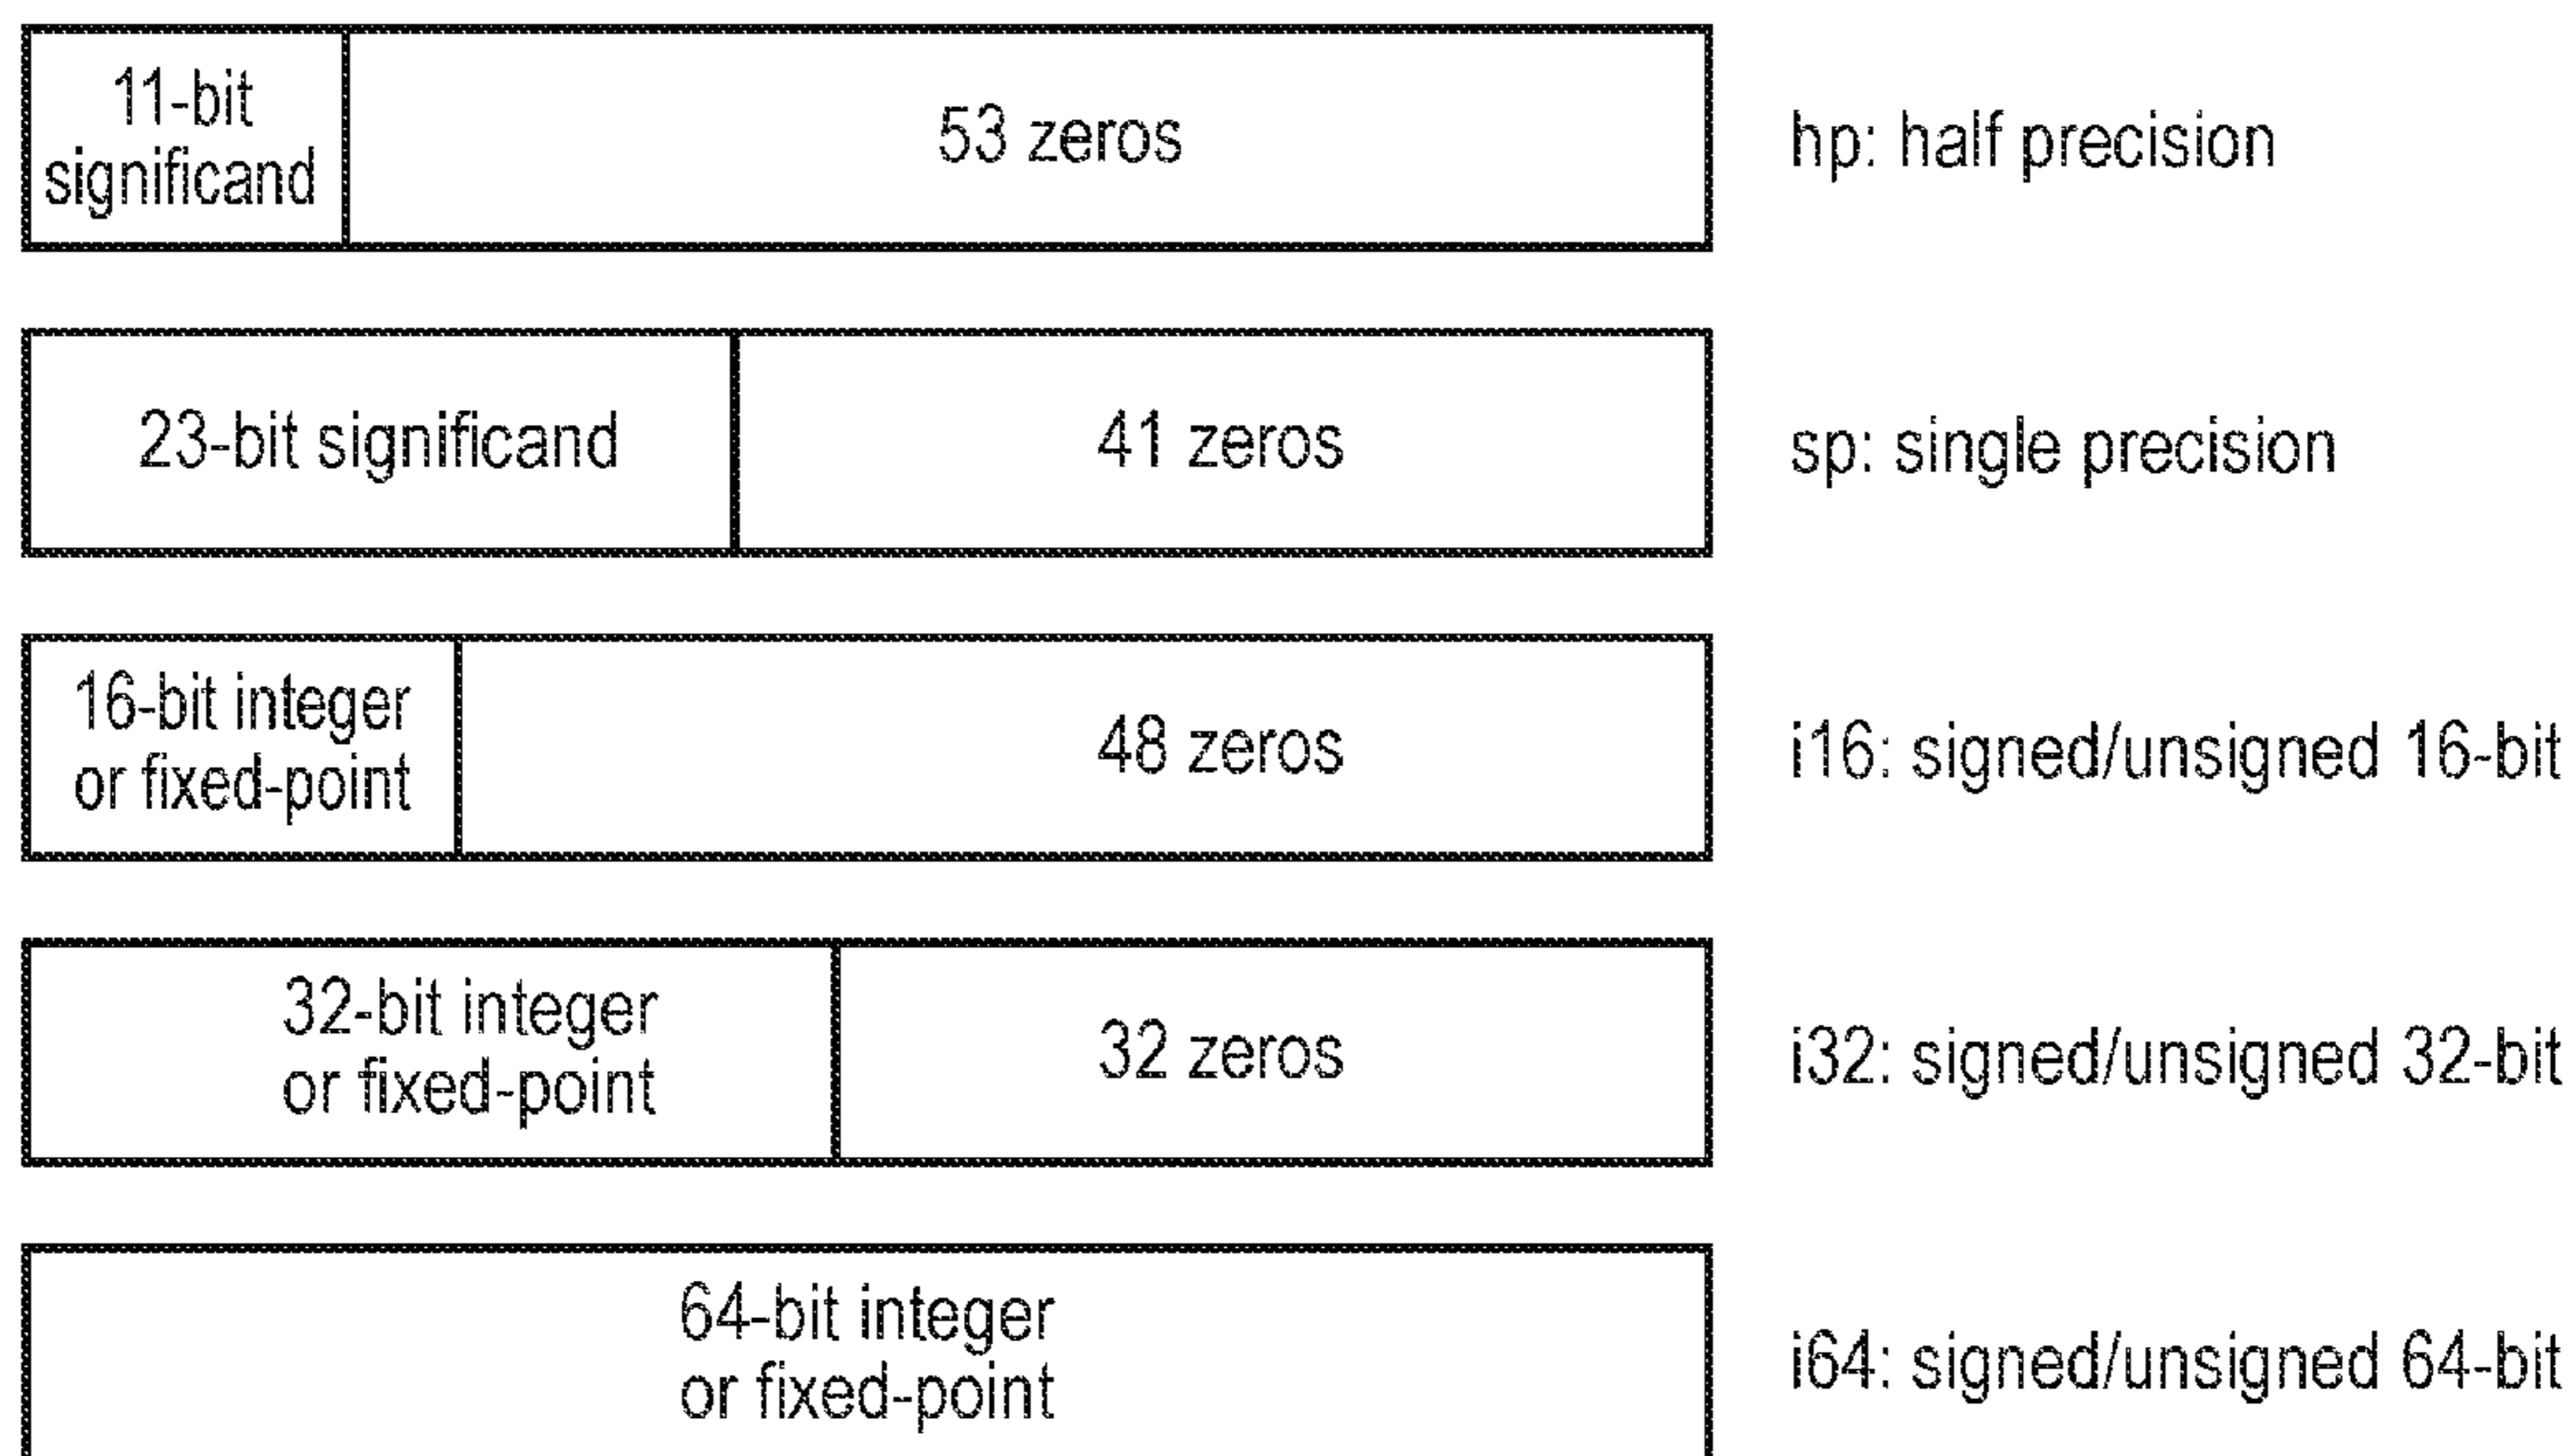 11-bit
significand
53 zeros
hp: half precision
23-bit significand
41 zeros
sp: single precision
16-bit integer
or fixed-point
48 zeros
i16: signed/unsigned 16-bit
32-bit integer
or fixed-point
32 zeros
i32: signed/unsigned 32-bit
64-bit integer
or fixed-point
i64: signed/unsigned 64-bit